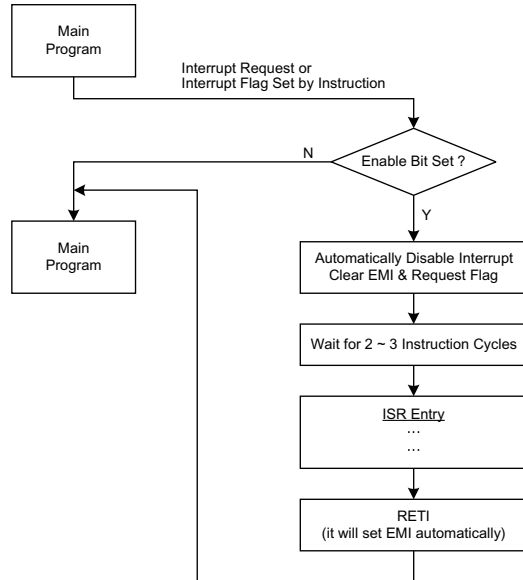 Main
Program
Interrupt Request or
Interrupt Flag Set by Instruction
Enable Bit Set ?
N
Y
Main
Program
Automatically Disable Interrupt
Clear EMI & Request Flag
Wait for 2 ~ 3 Instruction Cycles
ISR Entry
...
...
RETI
(it will set EMI automatically)